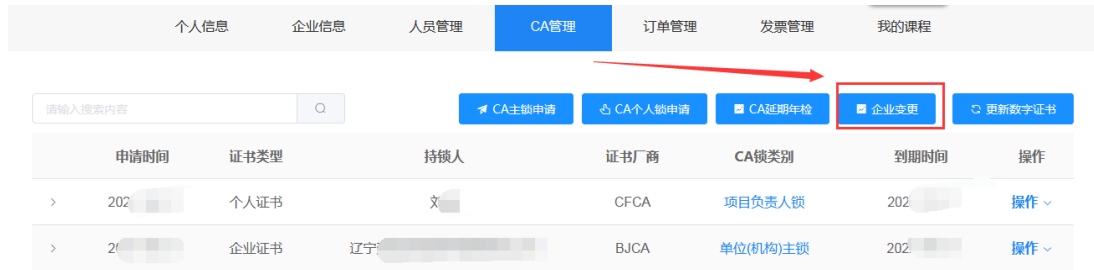 个人信息 企业信息 人员管理 CA管理 订单管理 发票管理 我的课程
请输入搜索内容 CA主锁申请 CA个人锁申请 CA延期年检 企业变更 更新数字证书
申请时间 证书类型 持锁人 证书厂商 CA锁类别 到期时间 操作
202 个人证书 刘 CFCA 项目负责人锁 202 操作
2 企业证书 辽宁 BJCA 单位(机构)主锁 202 操作